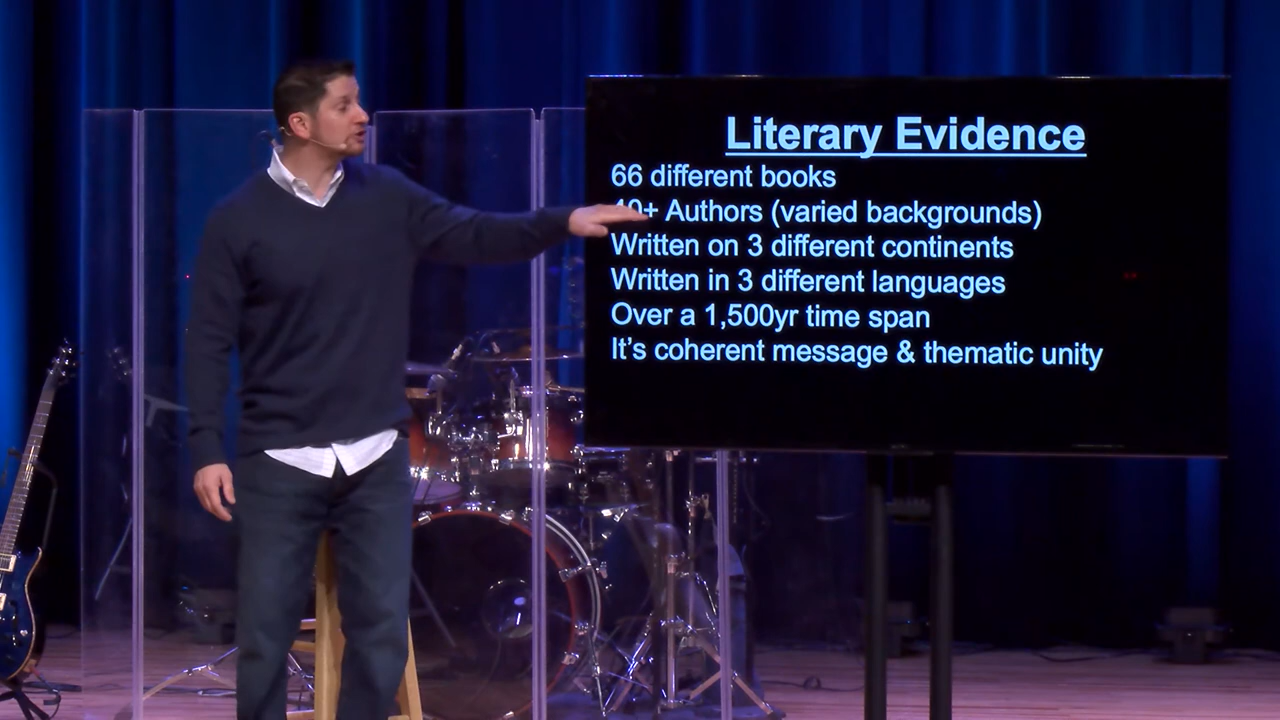 Literary Evidence
66 different books
40+ Authors (varied backgrounds)
Written on 3 different continents
Written in 3 different languages
Over a 1,500yr time span
It's coherent message & thematic unity